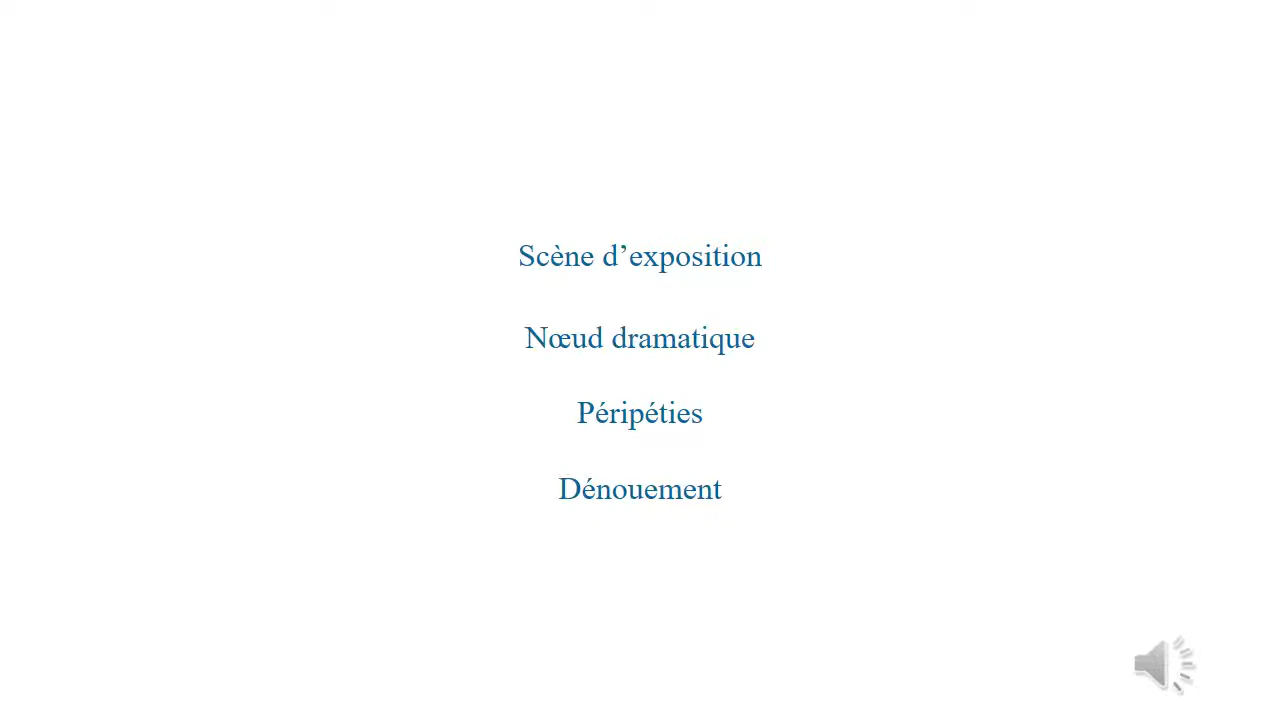 Scène d’exposition
Nœud dramatique
Péripéties
Dénouement